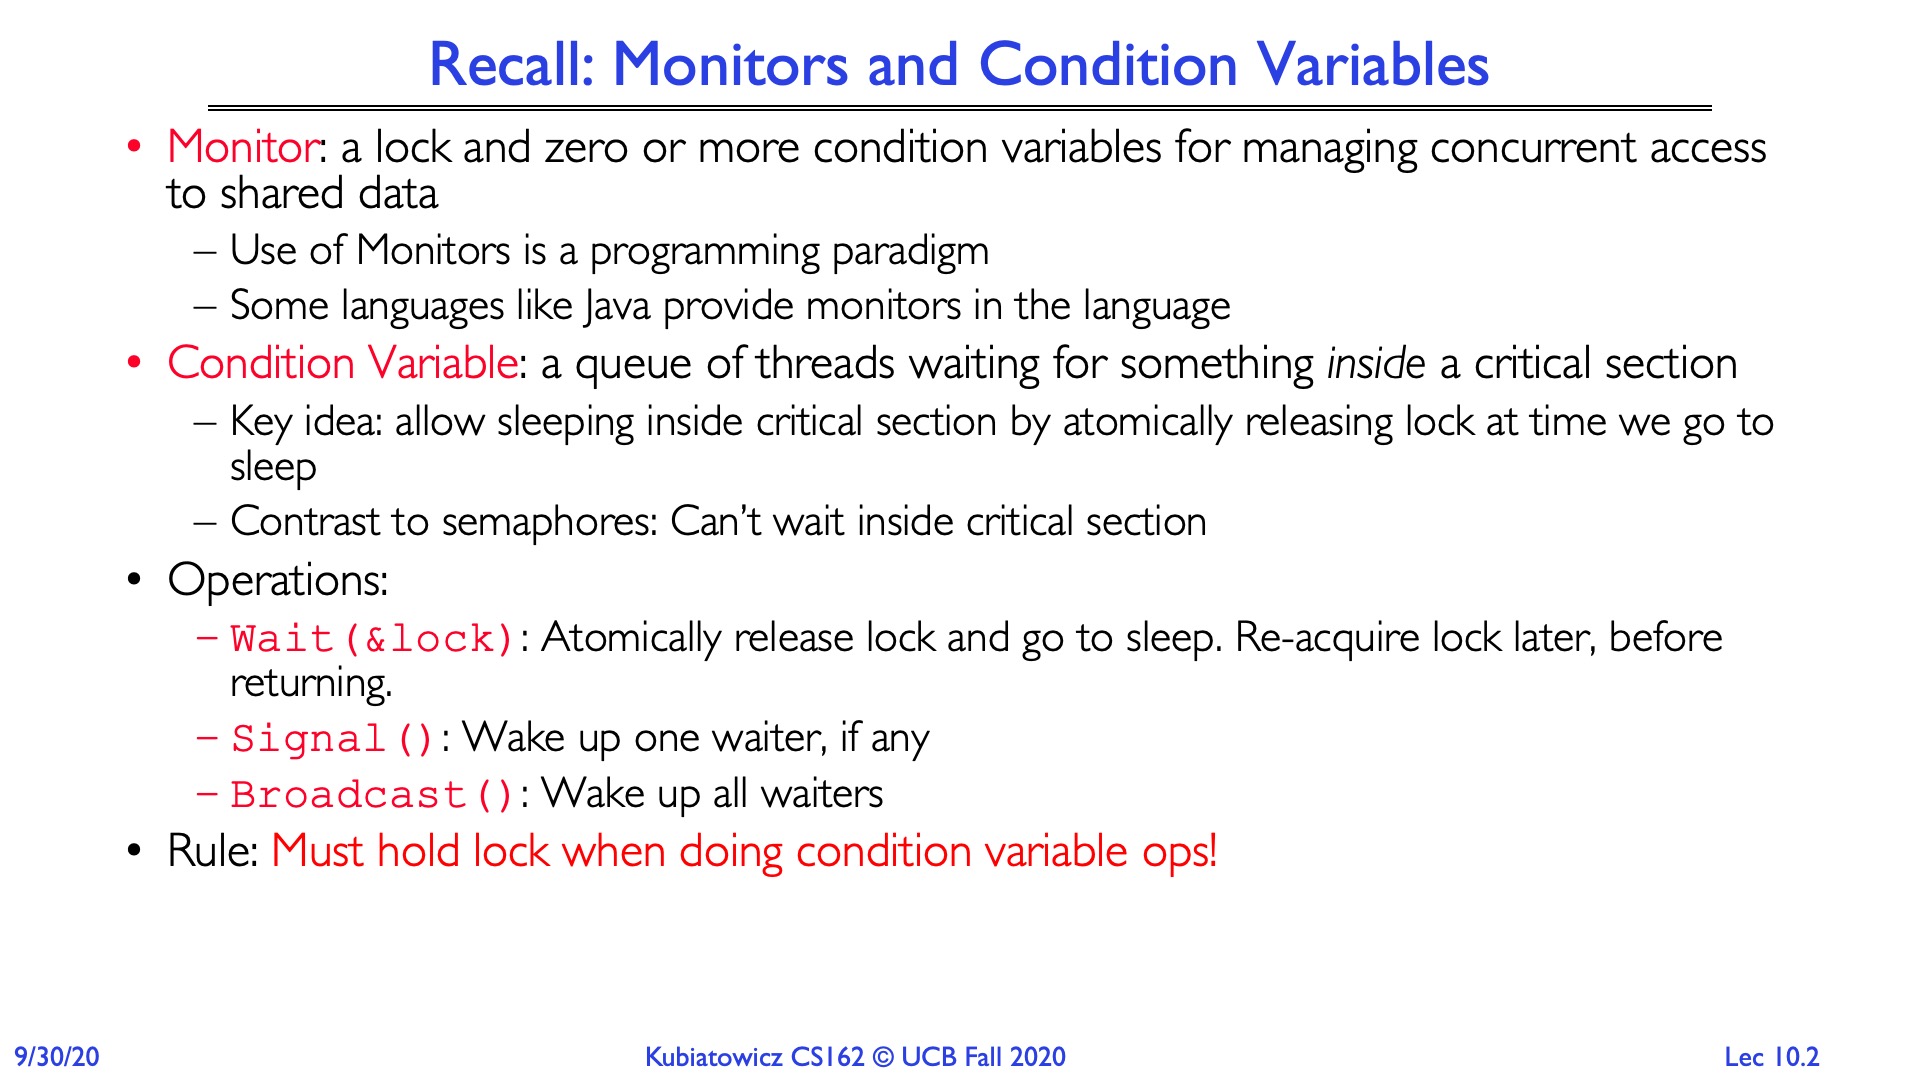 Recall: Monitors and Condition Variables
• Monitor: a lock and zero or more condition variables for managing concurrent access
to shared data
– Use of Monitors is a programming paradigm
– Some languages like Java provide monitors in the language
• Condition Variable: a queue of threads waiting for something inside a critical section
– Key idea: allow sleeping inside critical section by atomically releasing lock at time we go to
sleep
– Contrast to semaphores: Can’t wait inside critical section
• Operations:
– Wait(&lock): Atomically release lock and go to sleep. Re-acquire lock later, before
returning.
– Signal(): Wake up one waiter, if any
– Broadcast(): Wake up all waiters
• Rule: Must hold lock when doing condition variable ops!
9/30/20
Kubiatowicz CS162 © UCB Fall 2020
Lec 10.2